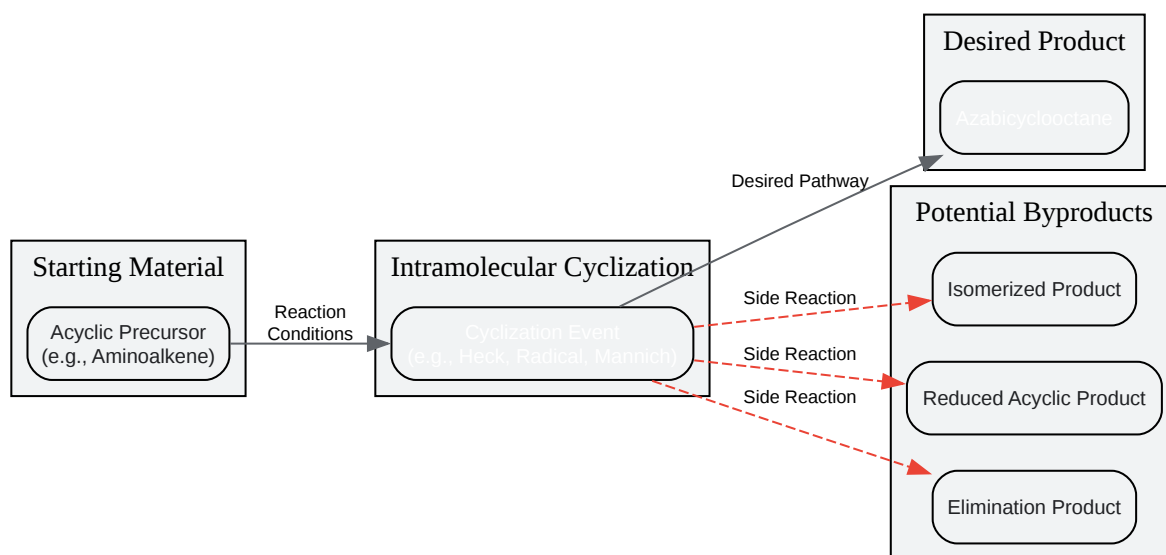 Desired Product
Azabicyclooctane
Desired Pathway
Potential Byproducts
Starting Material
Intramolecular Cyclization
Isomerized Product
Side Reaction
Acyclic Precursor
(e.g., Aminoalkene)
Reaction
Conditions
Cyclization Event
(e.g., Heck, Radical, Mannich)
Side Reaction
Reduced Acyclic Product
Side Reaction
Elimination Product